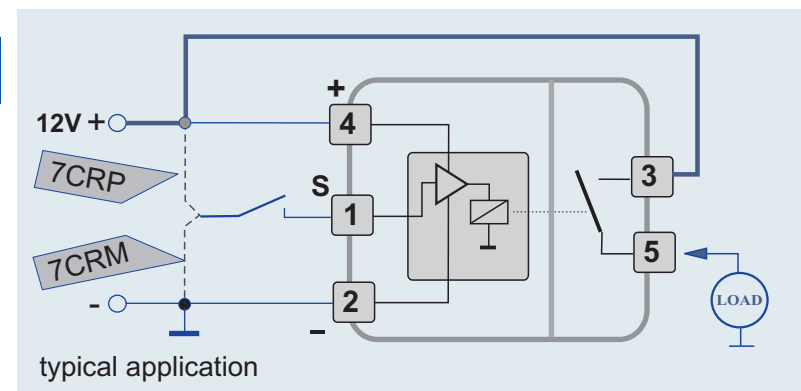 +
12V +
4
7CRP
S
3
1
7CRM
5
- 
2
LOAD
–
typical application